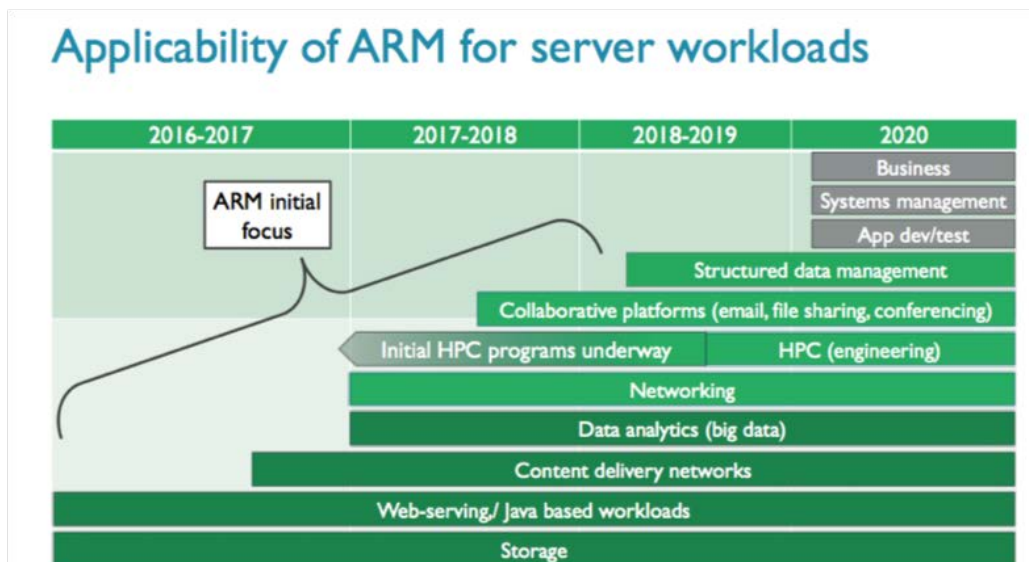 Applicability of ARM for server workloads
2016-2017 2017-2018 2018-2019 2020
Business
ARM initial
focus
Systems management
App dev/test
Structured data management
Collaborative platforms (email, file sharing, conferencing)
Initial HPC programs underway HPC (engineering)
Networking
Data analytics (big data)
Content delivery networks
Web-serving,/ Java based workloads
Storage